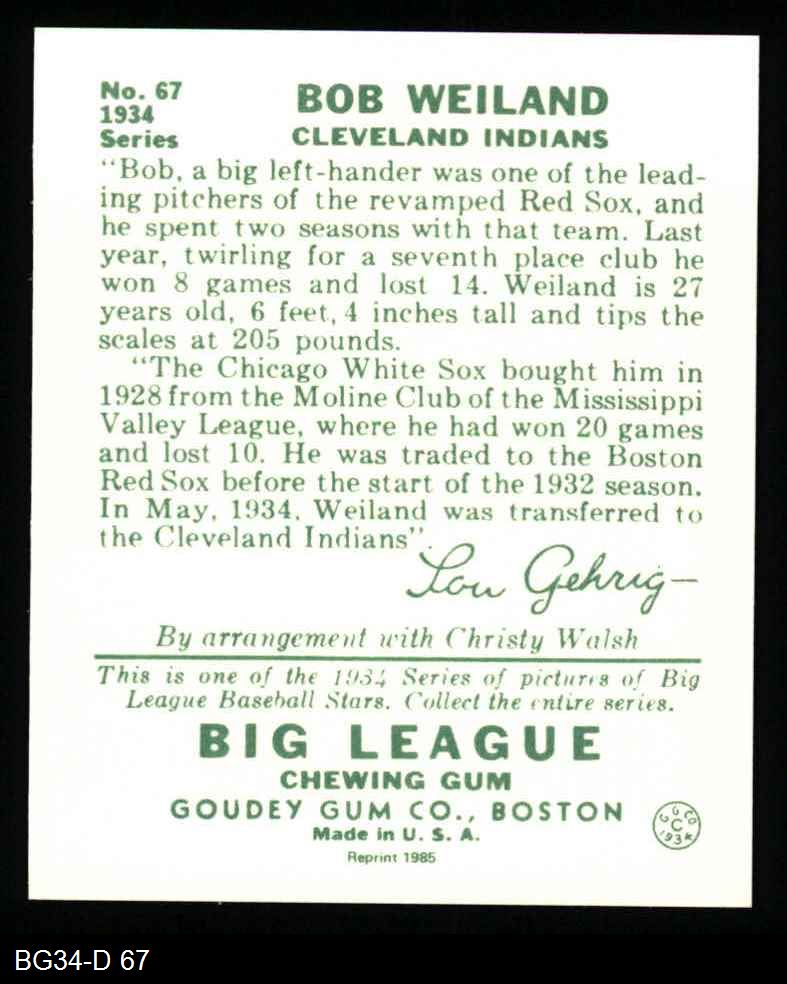 No. 67
1934
Series
BOB WEILAND
CLEVELAND INDIANS
"Bob, a big left-hander was one of the lead-
ing pitchers of the revamped Red Sox, and
he spent two seasons with that team. Last
year, twirling for a seventh place club he
won 8 games and lost 14. Weiland is 27
years old, 6 feet, 4 inches tall and tips the
scales at 205 pounds.
"The Chicago White Sox bought him in
1928 from the Moline Club of the Mississippi
Valley League, where he had won 20 games
and lost 10. He was traded to the Boston
Red Sox before the start of the 1932 season.
In May, 1934, Weiland was transferred to
the Cleveland Indians".
Lou Gehrig—
By arrangement with Christy Walsh
This is one of the 1934 Series of pictures of Big
League Baseball Stars. Collect the entire series.
BIG LEAGUE
CHEWING GUM
GOUDEY GUM CO., BOSTON
Made in U. S. A.
Reprint 1985
G G CO
C
1934
BG34-D 67